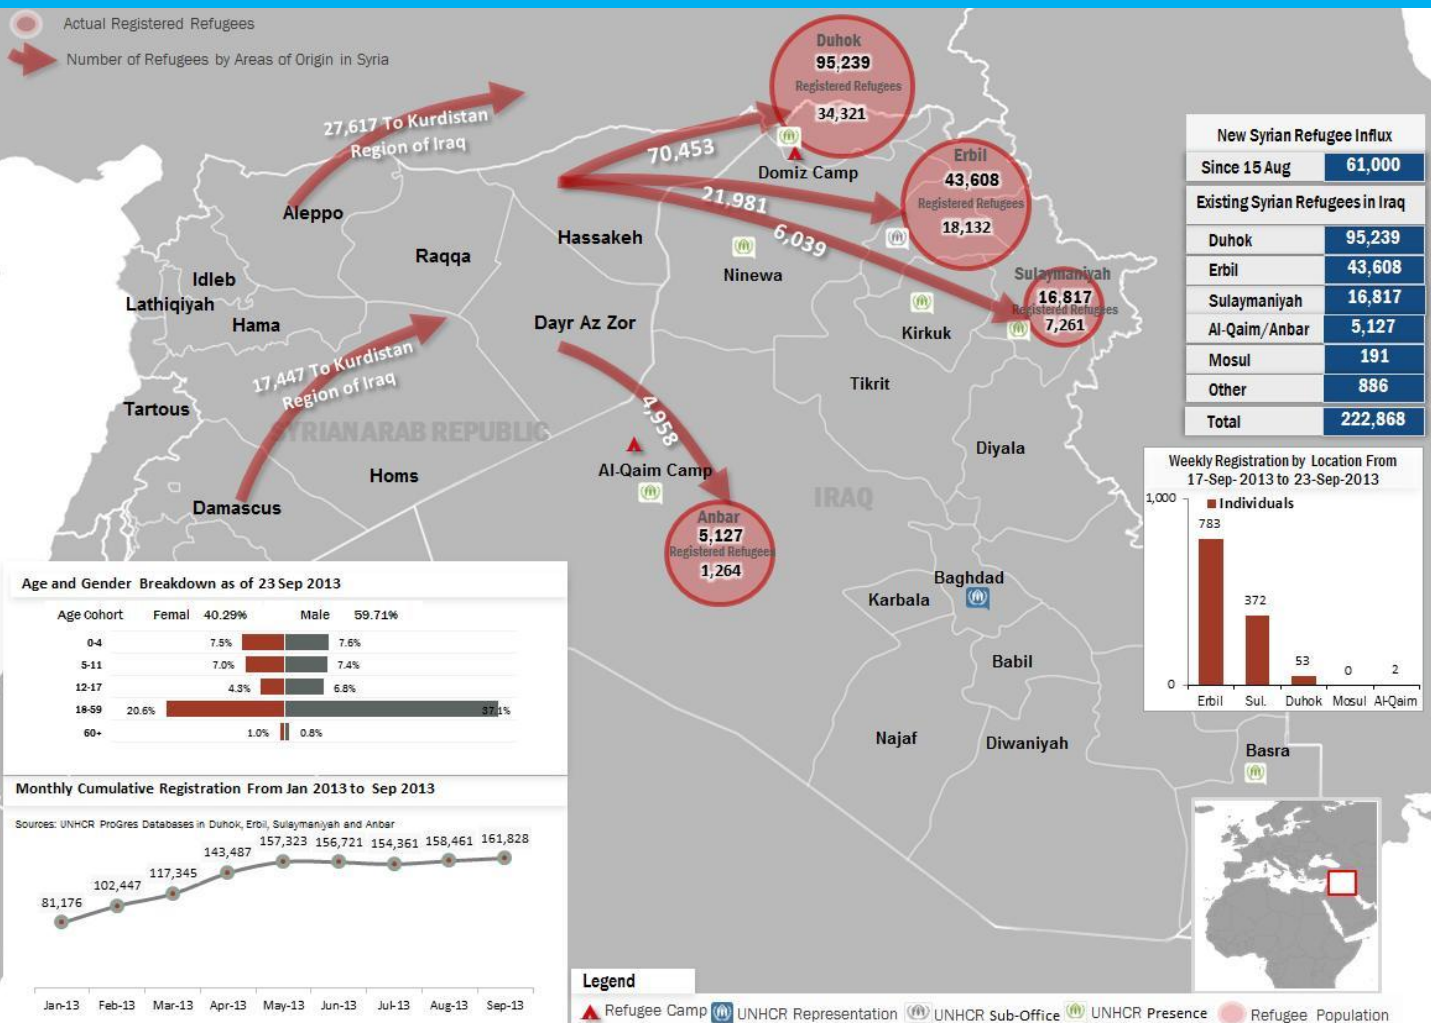 Actual Registered Refugees
Number of Refugees by Areas of Origin in Syria
27,617 To Kurdistan
Region of Iraq
Aleppo
Idleb
Lathiqiyah
Hama
Raqqa
Hassakeh
Dayr Az Zor
17,447 To Kurdistan
Region of Iraq
Tartous
SYRIAN ARAB REPUBLIC
Homs
Damascus
70,453
21,981
6,039
4,958
Duhok
95,239
Registered Refugees
34,321
Domiz Camp
Erbil
43,608
Registered Refugees
18,132
Ninewa
Sulaymaniyah
16,817
Registered Refugees
7,261
Kirkuk
Tikrit
Diyala
Al-Qaim Camp
IRAQ
Anbar
5,127
Registered Refugees
1,264
Baghdad
Karbala
Babil
Najaf
Diwaniyah
Basra
New Syrian Refugee Influx
Since 15 Aug 61,000
Existing Syrian Refugees in Iraq
Duhok 95,239
Erbil 43,608
Sulaymaniyah 16,817
Al-Qaim/Anbar 5,127
Mosul 191
Other 886
Total 222,868
Weekly Registration by Location From
17-Sep- 2013 to 23-Sep-2013
1,000
Individuals
783
372
53
0
2
0
Erbil Sul. Duhok Mosul Al-Qaim
Age and Gender Breakdown as of 23 Sep 2013
Age Cohort Femal 40.29% Male 59.71%
0-4 7.5% 7.6%
5-11 7.0% 7.4%
12-17 4.3% 6.8%
18-59 20.6% 37.1%
60+ 1.0% 0.8%
Monthly Cumulative Registration From Jan 2013 to Sep 2013
Sources: UNHCR ProGres Databases in Duhok, Erbil, Sulaymaniyah and Anbar
81,176 102,447 117,345 143,487 157,323 156,721 154,361 158,461 161,828
Jan-13 Feb-13 Mar-13 Apr-13 May-13 Jun-13 Jul-13 Aug-13 Sep-13
Legend
Refugee Camp UNHCR Representation UNHCR Sub-Office UNHCR Presence Refugee Population